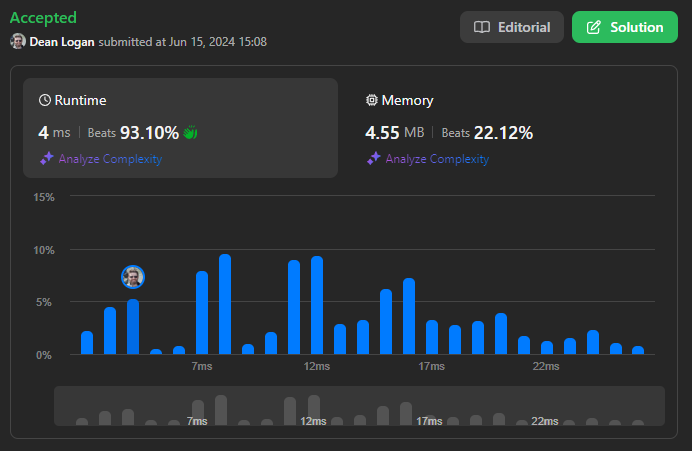 Accepted
Dean Logan submitted at Jun 15, 2024 15:08
Editorial
Solution
Runtime
4 ms | Beats 93.10%
Analyze Complexity
Memory
4.55 MB | Beats 22.12%
Analyze Complexity
15%
10%
5%
0%
7ms 12ms 17ms 22ms
7ms 12ms 17ms 22ms